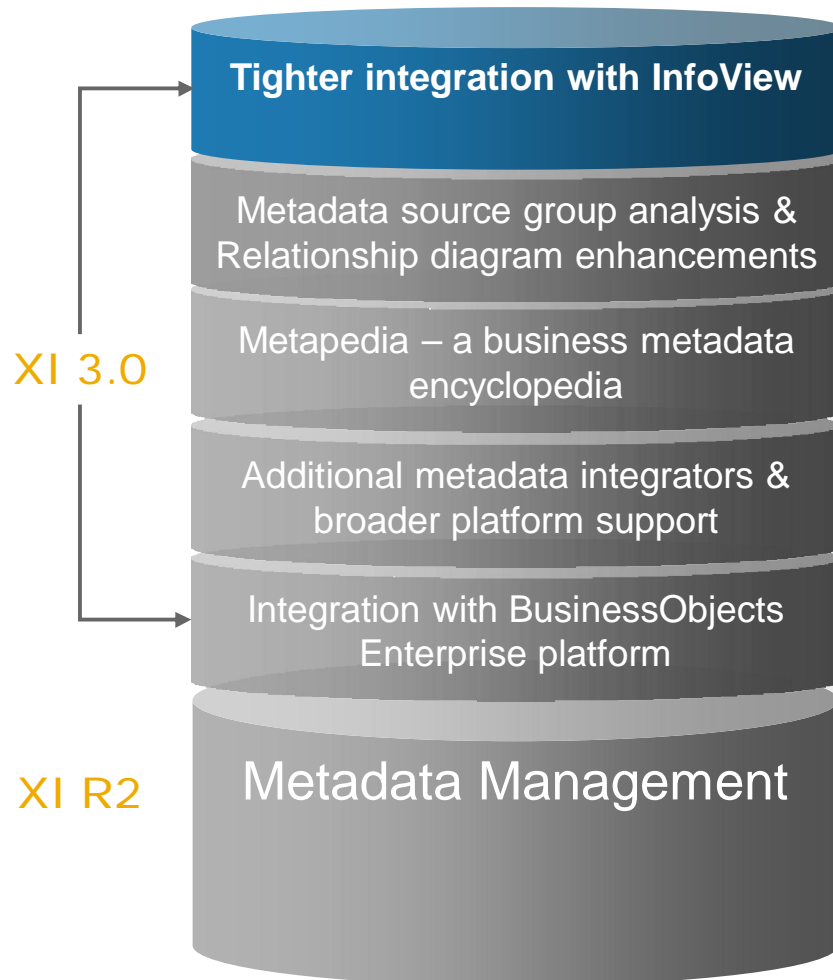 Tighter integration with InfoView
Metadata source group analysis &
Relationship diagram enhancements
Metapedia – a business metadata
encyclopedia
XI 3.0
Additional metadata integrators &
broader platform support
Integration with BusinessObjects
Enterprise platform
Metadata Management
XI R2